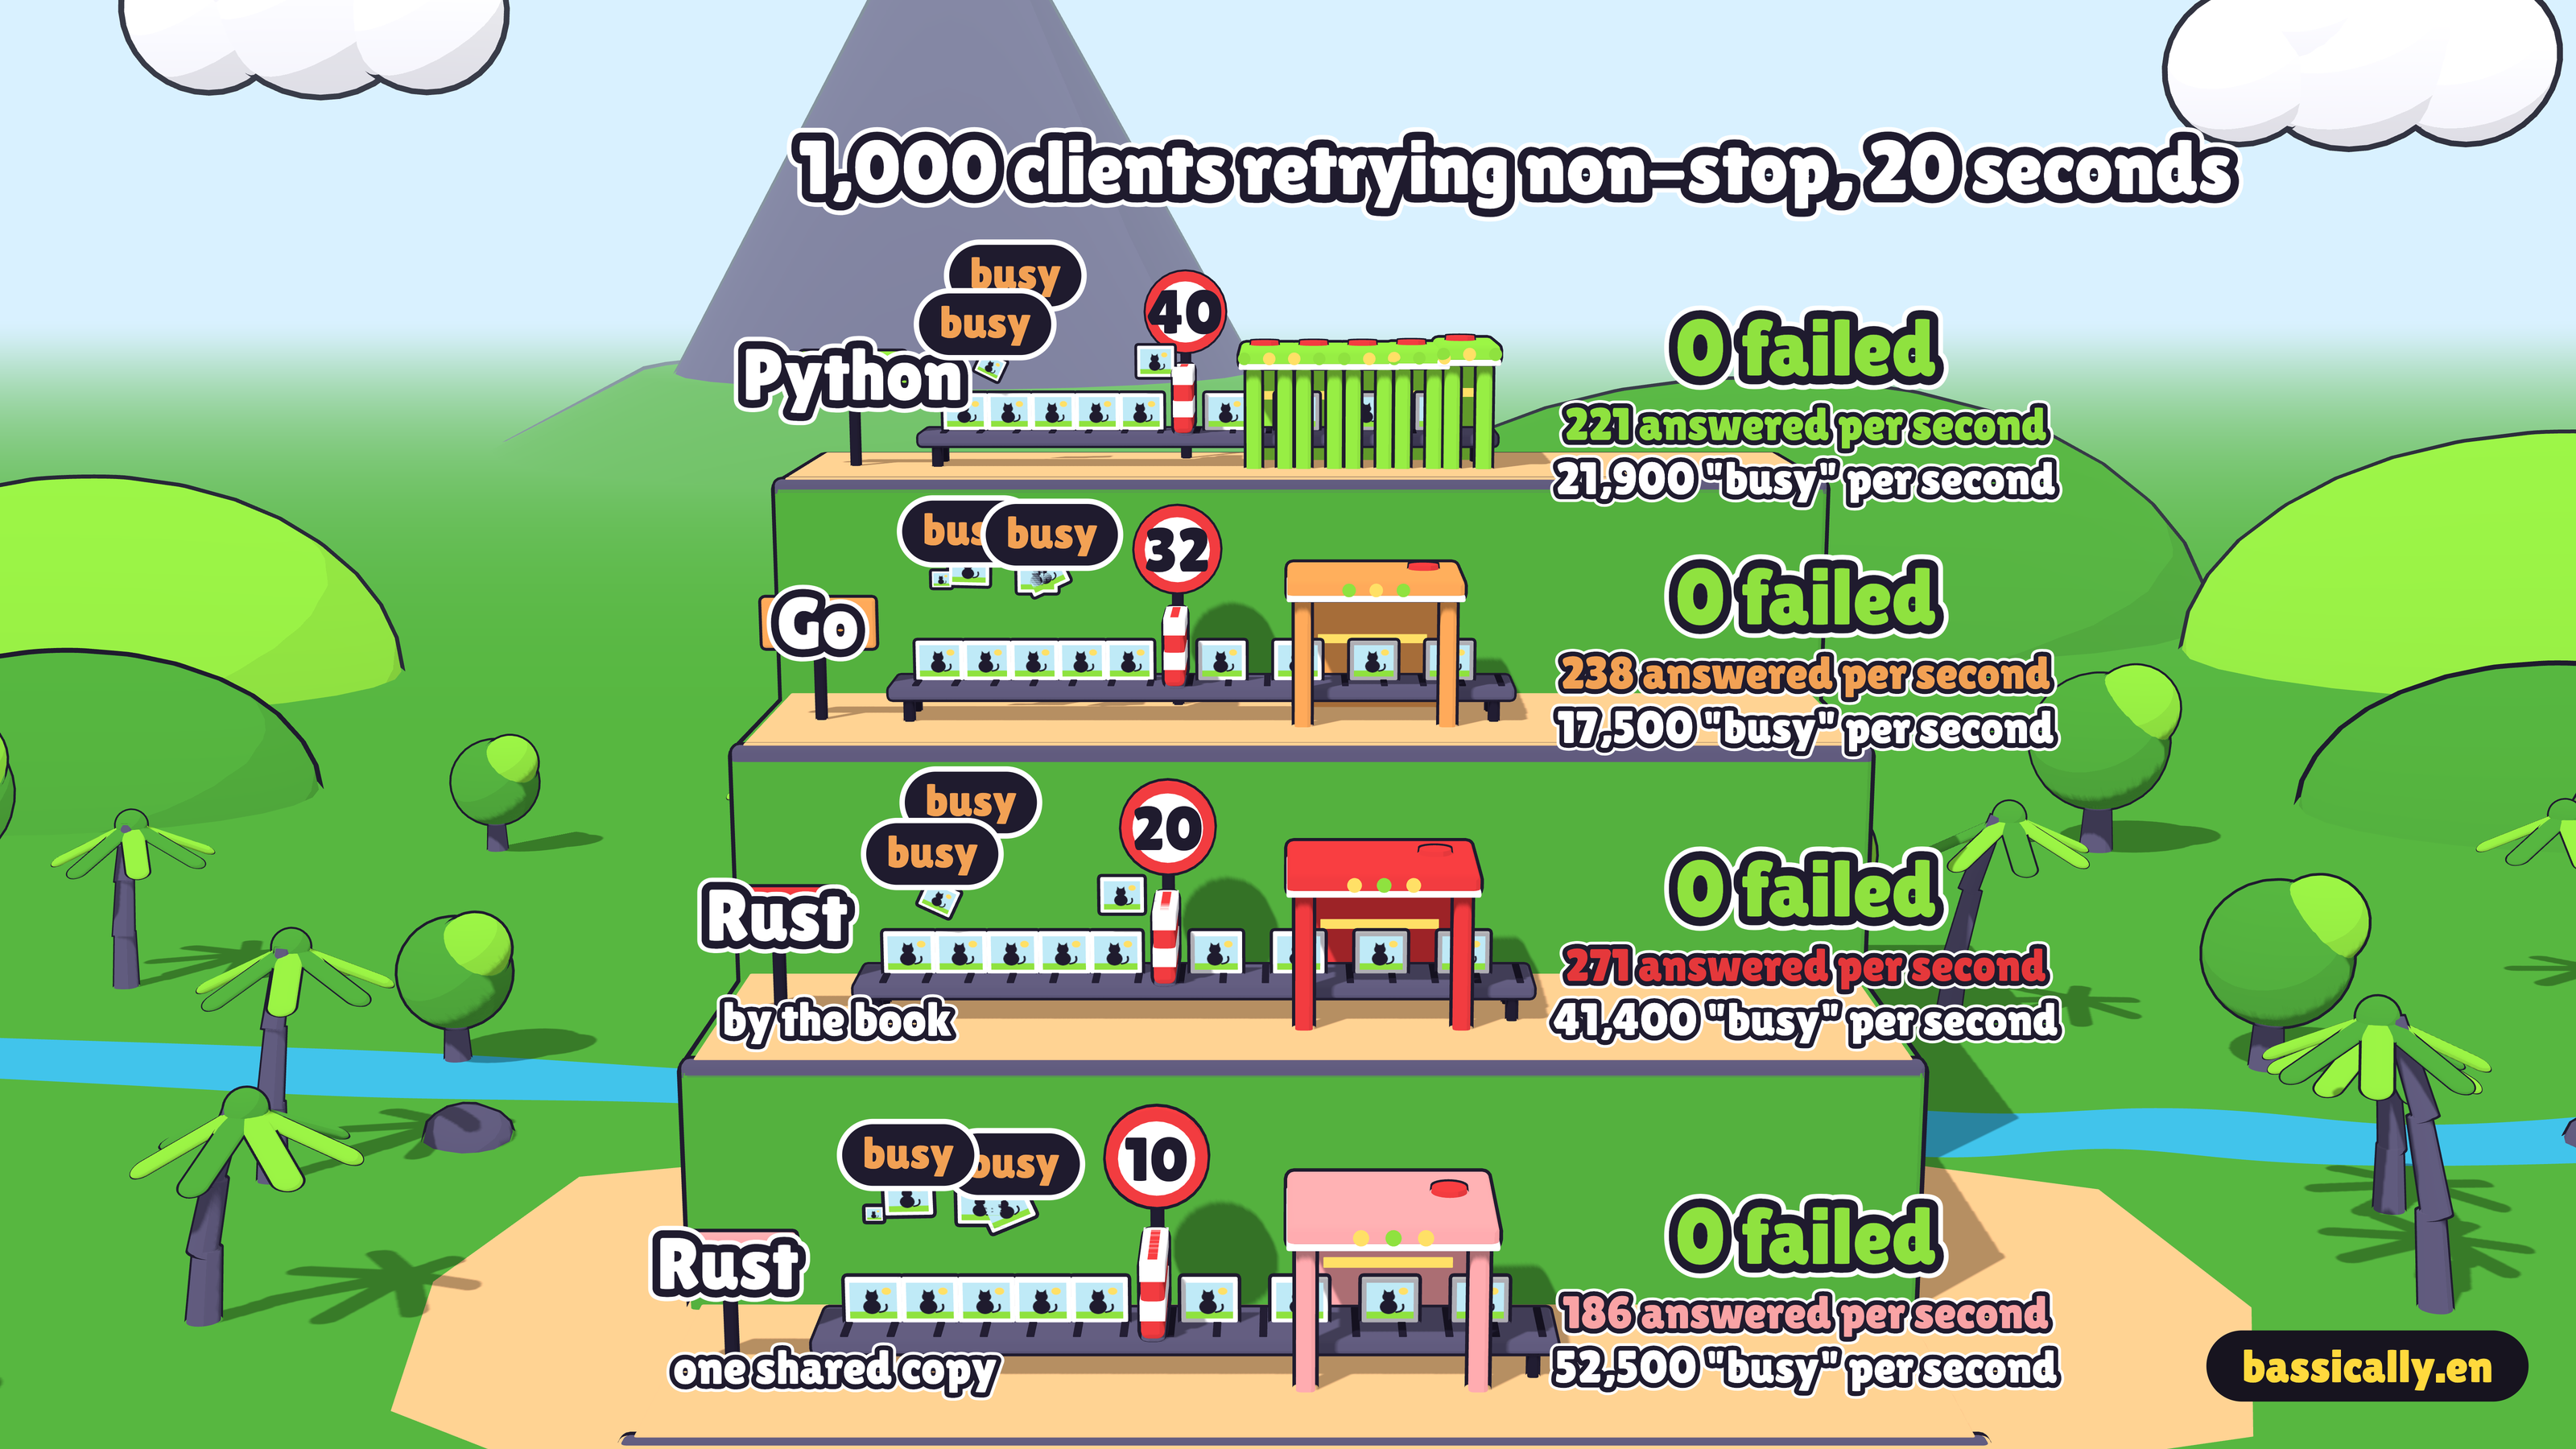 1,000 clients retrying non-stop, 20 seconds
busy
busy
40
Python
0 failed
221 answered per second
21,900 "busy" per second
busy
32
Go
0 failed
238 answered per second
17,500 "busy" per second
busy
busy
20
Rust
by the book
0 failed
271 answered per second
41,400 "busy" per second
busy
10
Rust
one shared copy
0 failed
186 answered per second
52,500 "busy" per second
bassically.en